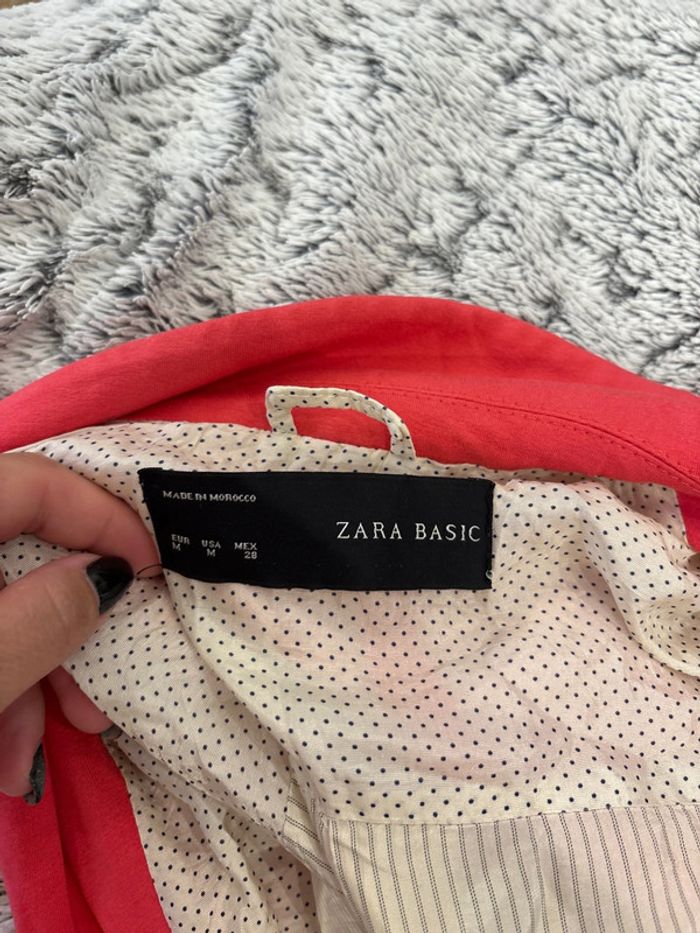 MADE IN MOROCCO
ZARA BASIC
EUR USA MEX
M M 28